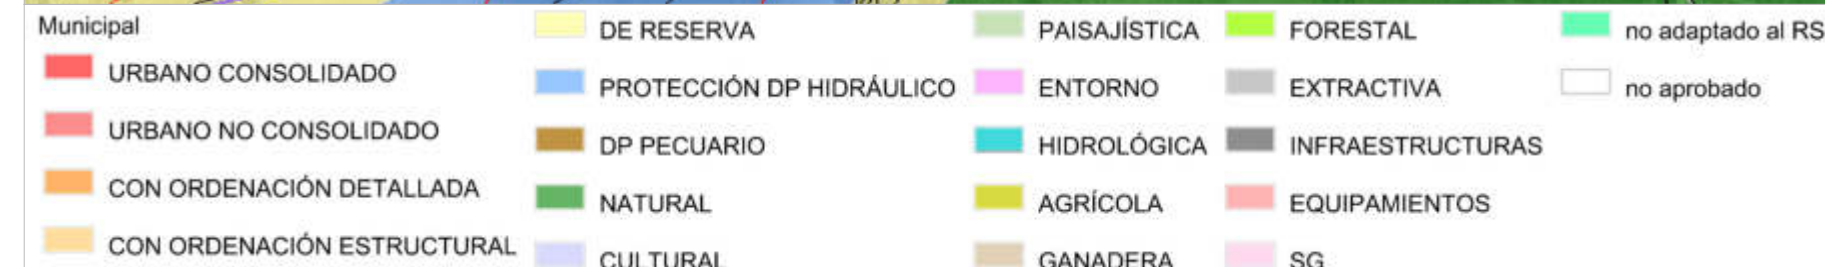 Municipal
URBANO CONSOLIDADO
URBANO NO CONSOLIDADO
CON ORDENACIÓN DETALLADA
CON ORDENACIÓN ESTRUCTURAL
DE RESERVA
PROTECCIÓN DP HIDRÁULICO
DP PECUARIO
NATURAL
CULTURAL
PAISAJÍSTICA
ENTORNO
HIDROLÓGICA
AGRÍCOLA
GANADERA
FORESTAL
EXTRACTIVA
INFRAESTRUCTURAS
EQUIPAMIENTOS
SG
no adaptado al RS
no aprobado